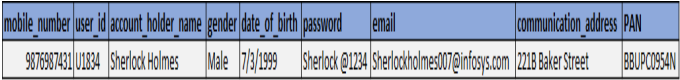 mobile_number user_id account_holder_name gender date_of_birth password email communication_address PAN
9876987431 U1834 Sherlock Holmes Male 7/3/1999 Sherlock @1234 Sherlockholmes007@infosys.com 221B Baker Street BBUPC0954N